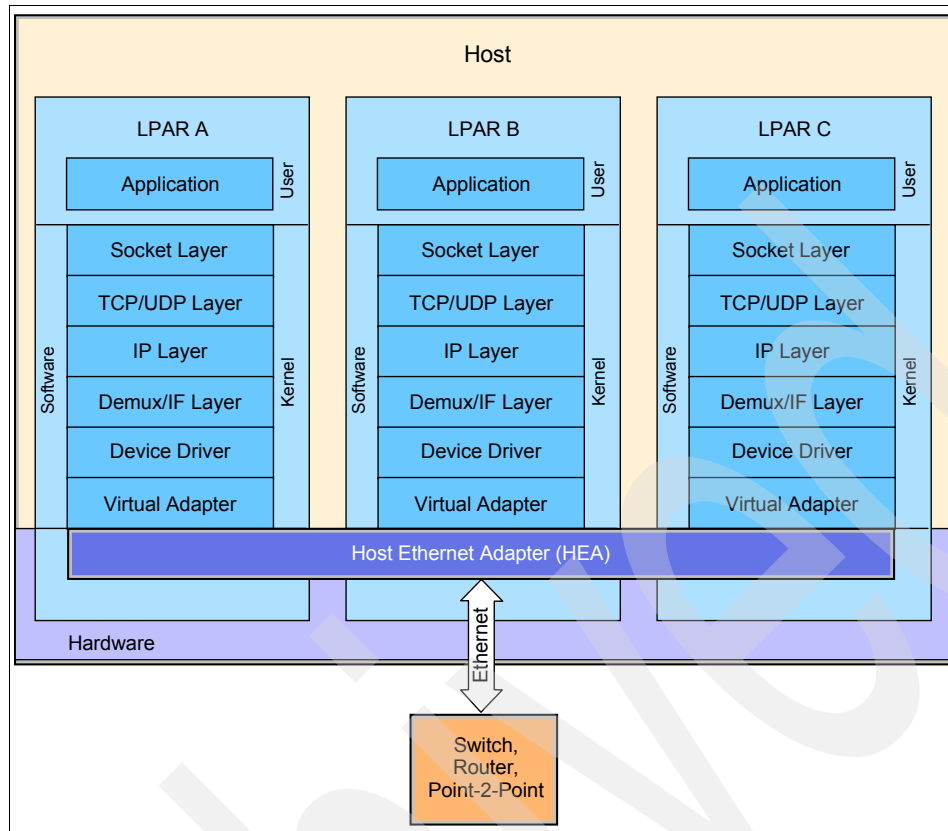 Host
LPAR A
Application
User
Software
Socket Layer
TCP/UDP Layer
IP Layer
Demux/IF Layer
Device Driver
Virtual Adapter
Kernel
LPAR B
Application
User
Software
Socket Layer
TCP/UDP Layer
IP Layer
Demux/IF Layer
Device Driver
Virtual Adapter
Kernel
LPAR C
Application
User
Software
Socket Layer
TCP/UDP Layer
IP Layer
Demux/IF Layer
Device Driver
Virtual Adapter
Kernel
Host Ethernet Adapter (HEA)
Hardware
Ethernet
Switch,
Router,
Point-2-Point